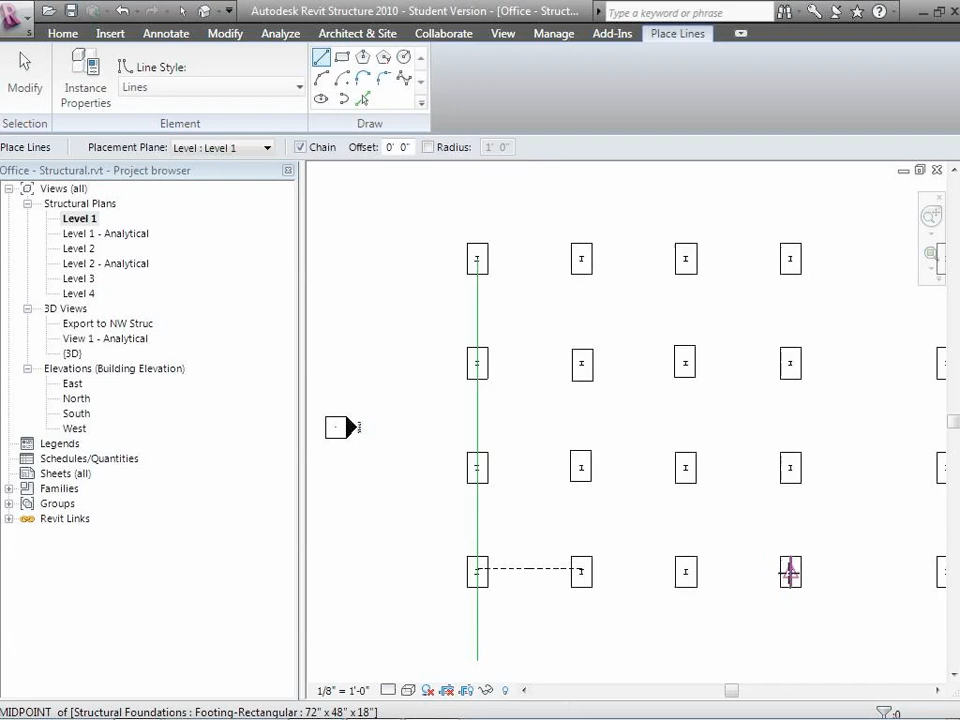 Autodesk Revit Structure 2010 - Student Version - [Office - Struct...
Type a keyword or phrase
Home Insert Annotate Modify Analyze Architect & Site Collaborate View Manage Add-Ins Place Lines
Modify
Instance Properties
Line Style:
Lines
Selection Element Draw
Place Lines Placement Plane: Level : Level 1 Chain Offset: 0' 0" Radius: 1' 0"
Office - Structural.rvt - Project browser
Views (all)
Structural Plans
Level 1
Level 1 - Analytical
Level 2
Level 2 - Analytical
Level 3
Level 4
3D Views
Export to NW Struc
View 1 - Analytical
{3D}
Elevations (Building Elevation)
East
North
South
West
Legends
Schedules/Quantities
Sheets (all)
Families
Groups
Revit Links
1/8" = 1'-0"
MIDPOINT of [Structural Foundations : Footing-Rectangular : 72" x 48" x 18"]
:0